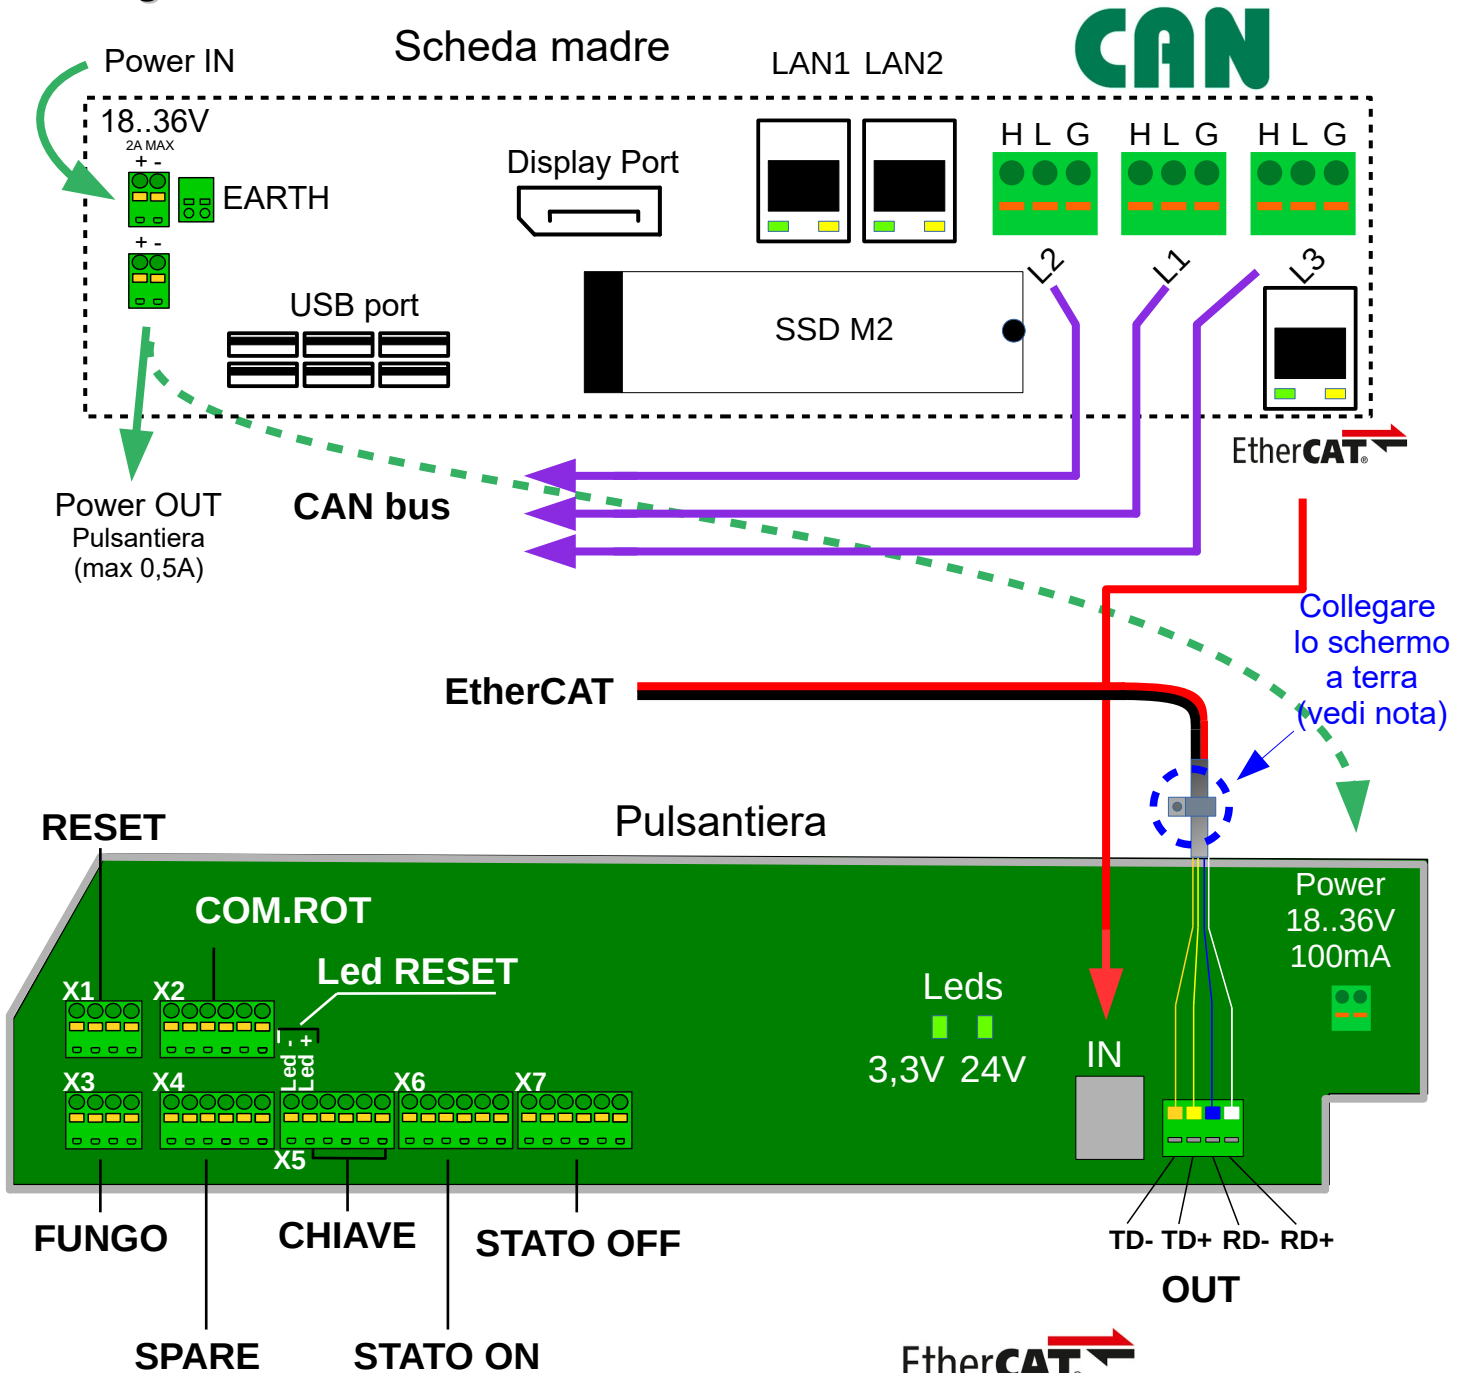 Power IN
Scheda madre
LAN1 LAN2
CAN
18..36V
2A MAX
+ -
EARTH
Display Port
H L G
H L G
H L G
+ -
USB port
SSD M2
L2
L1
L3
EtherCAT®
Power OUT
Pulsantiera
(max 0,5A)
CAN bus
Collegare
lo schermo
a terra
(vedi nota)
EtherCAT
Pulsantiera
RESET
COM.ROT
Led RESET
Power
18..36V
100mA
X1
X2
Led -
Led +
Leds
3,3V 24V
IN
X3
X4
X5
X6
X7
FUNGO
CHIAVE
STATO OFF
TD- TD+ RD- RD+
OUT
SPARE
STATO ON
EtherCAT®